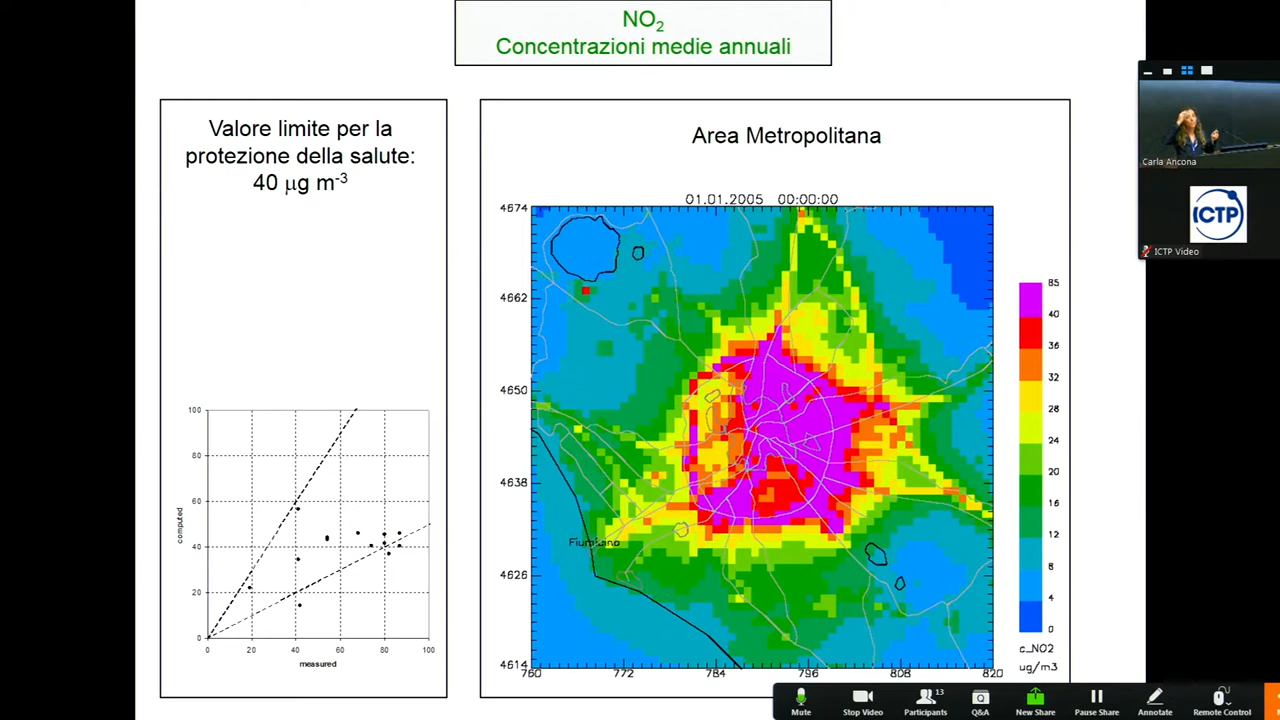 NO2
Concentrazioni medie annuali
Valore limite per la
protezione della salute:
40 μg m-3
Area Metropolitana
01.01.2005 00:00:00
4674
4662
4650
4638
4626
4614
760 772 784 796 808 820
Fiumicino
85
40
36
32
28
24
20
16
12
8
4
0
c_NO2
ug/m3
100
80
60
40
20
0
computed
0 20 40 60 80 100
measured
Carla Ancona
ICTP
ICTP Video
Mute
Stop Video
13
Participants
Q&A
New Share
Pause Share
Annotate
Remote Control